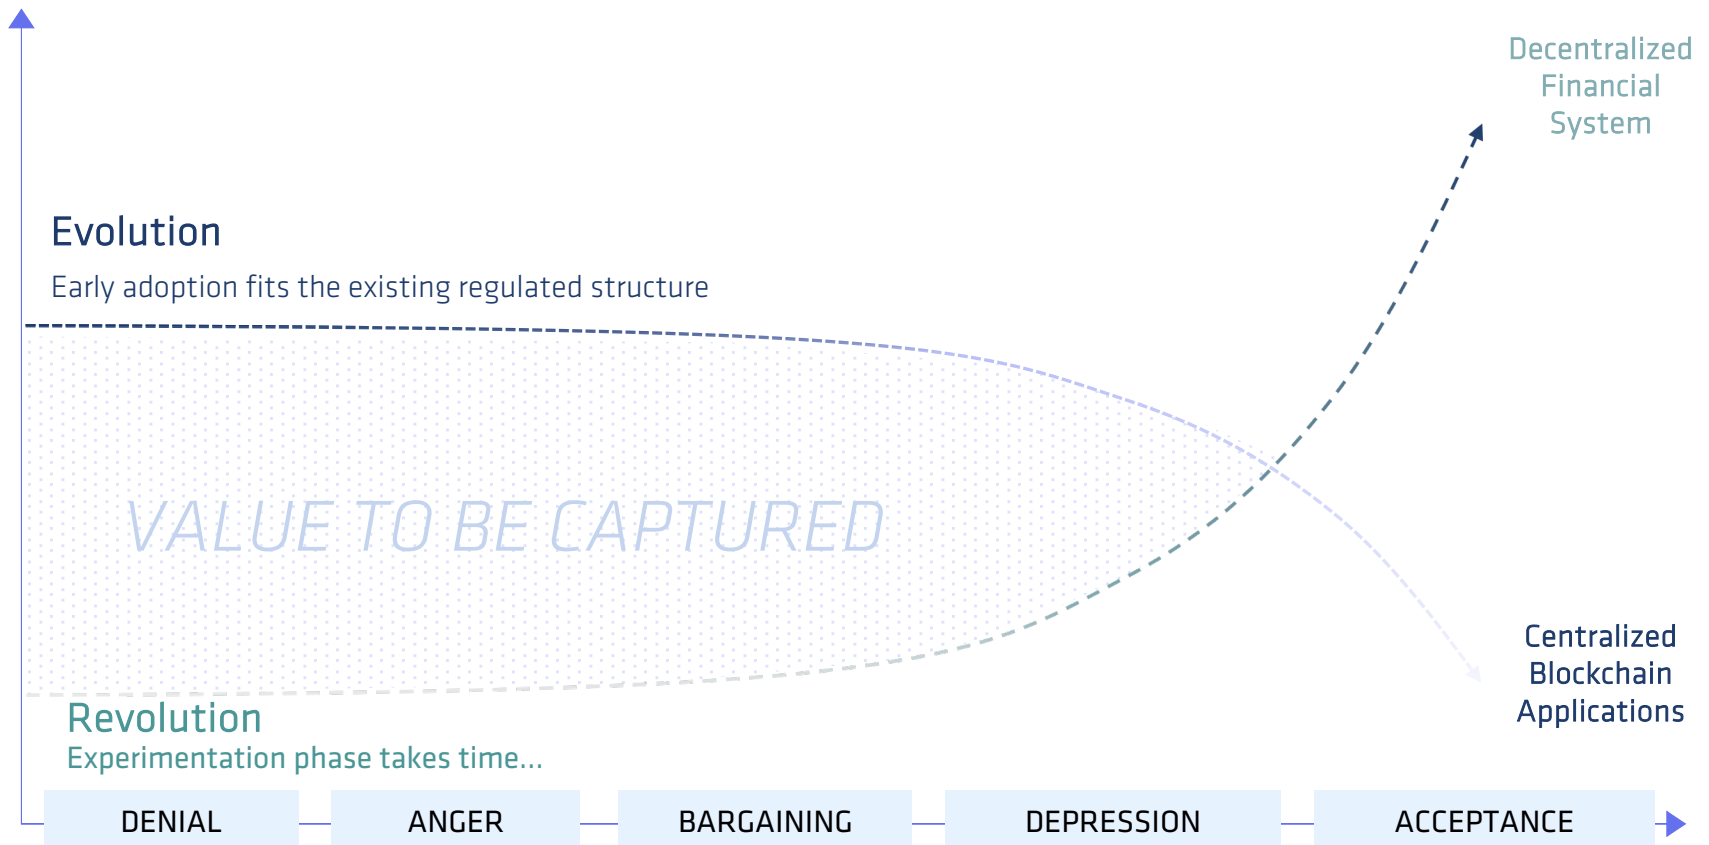 Decentralized
Financial
System
Evolution
Early adoption fits the existing regulated structure
VALUE TO BE CAPTURED
Centralized
Blockchain
Applications
Revolution
Experimentation phase takes time...
DENIAL
ANGER
BARGAINING
DEPRESSION
ACCEPTANCE